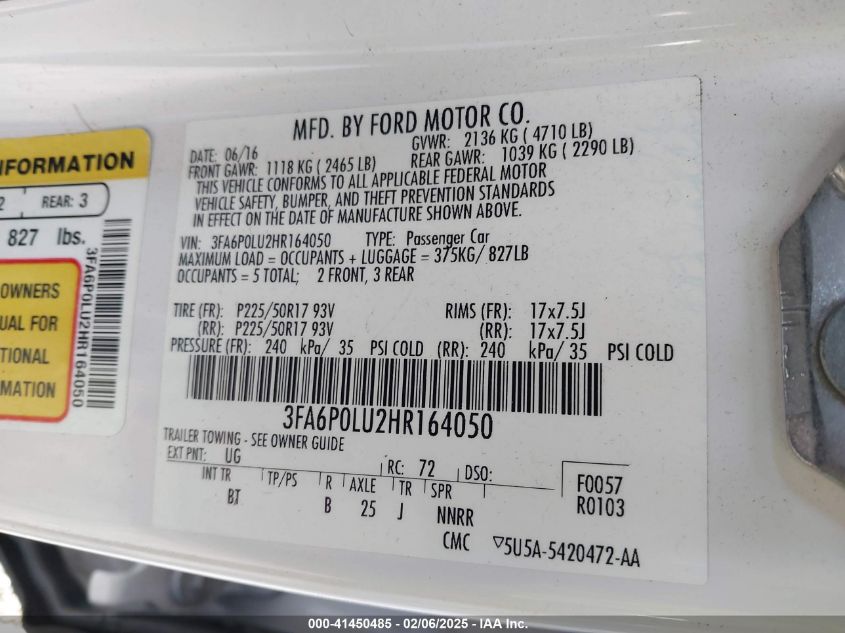 MFD. BY FORD MOTOR CO.
DATE: 06/16 GVWR: 2136 KG ( 4710 LB)
FRONT GAWR: 1118 KG ( 2465 LB) REAR GAWR: 1039 KG ( 2290 LB)
THIS VEHICLE CONFORMS TO ALL APPLICABLE FEDERAL MOTOR
VEHICLE SAFETY, BUMPER, AND THEFT PREVENTION STANDARDS
IN EFFECT ON THE DATE OF MANUFACTURE SHOWN ABOVE.
VIN: 3FA6P0LU2HR164050 TYPE: Passenger Car
MAXIMUM LOAD = OCCUPANTS + LUGGAGE = 375KG/ 827LB
OCCUPANTS = 5 TOTAL; 2 FRONT, 3 REAR
TIRE (FR): P225/50R17 93V RIMS (FR): 17x7.5J
(RR): P225/50R17 93V (RR): 17x7.5J
PRESSURE (FR): 240 kPa/ 35 PSI COLD (RR): 240 kPa/ 35 PSI COLD
3FA6P0LU2HR164050
TRAILER TOWING - SEE OWNER GUIDE
EXT PNT: UG RC: 72 DSO:
INT TR TP/PS R AXLE TR SPR
BT B 25 J NNRR
CMC
F0057
R0103
▽5U5A-5420472-AA
NFORMATION
2 REAR: 3
827 lbs.
OWNERS
UAL FOR
TIONAL
MATION
3FA6P0LU2HR164050
000-41450485 - 02/06/2025 - IAA Inc.